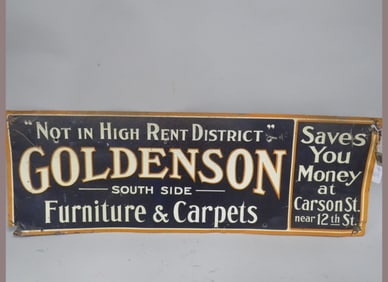 "Not in High Rent District"
GOLDENSON
SOUTH SIDE
Furniture & Carpets
Saves
You
Money
at
Carson St.
near 12th St.